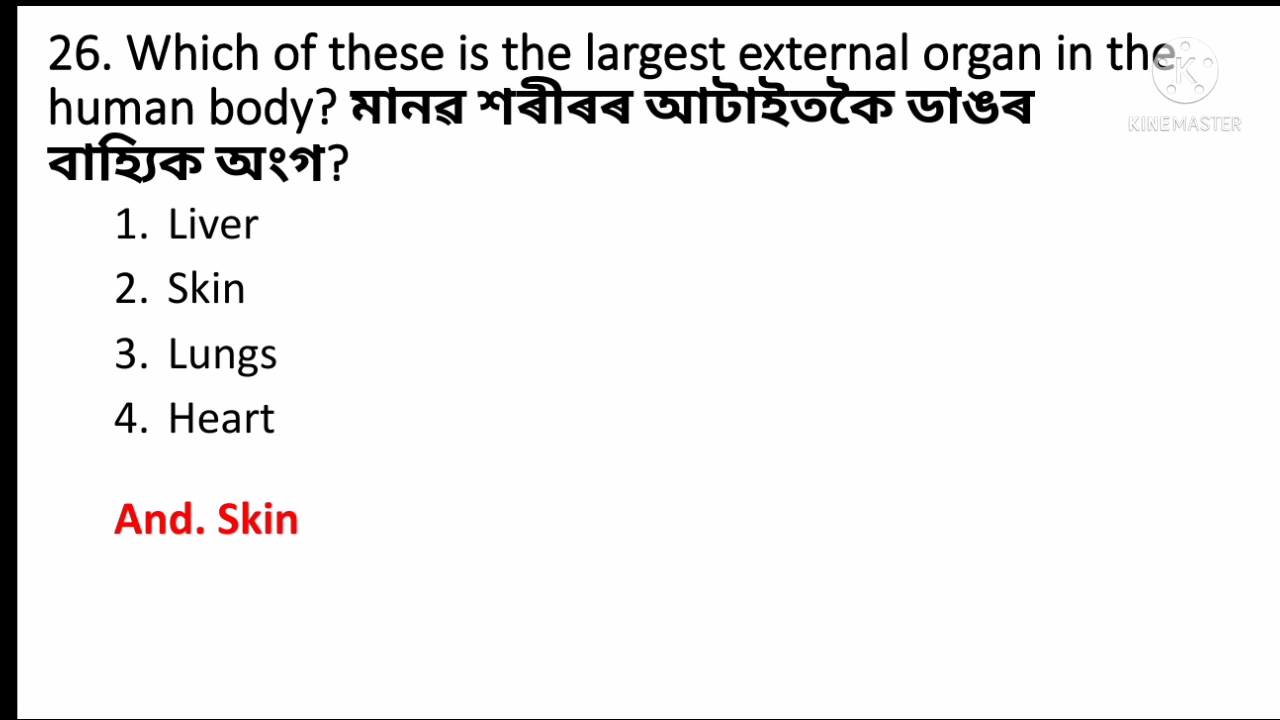 26. Which of these is the largest external organ in the
human body? মানৱ শৰীৰৰ আটাইতকৈ ডাঙৰ
বাহ্যিক অংগ?
1. Liver
2. Skin
3. Lungs
4. Heart
And. Skin
K
KINEMASTER